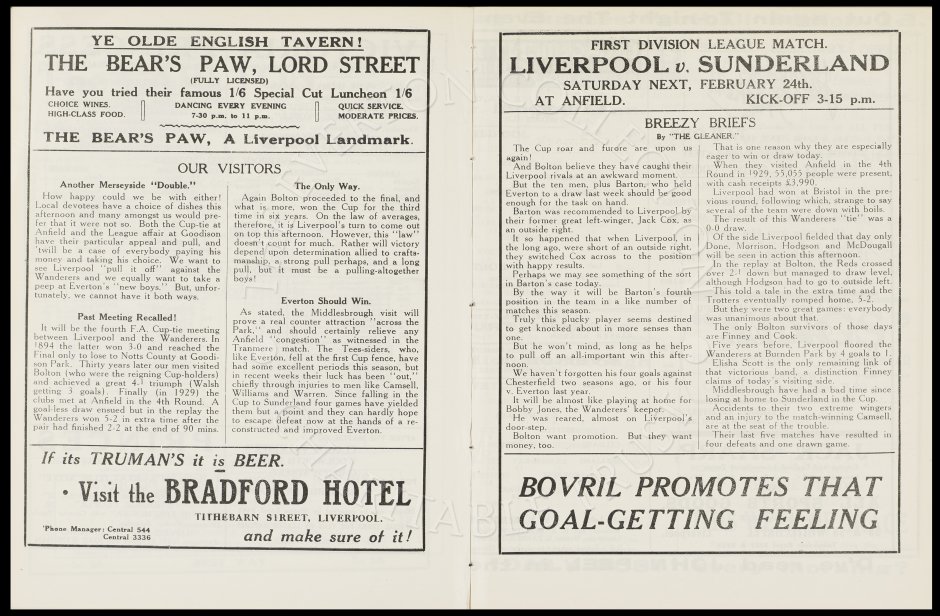 YE OLDE ENGLISH TAVERN!
THE BEAR'S PAW, LORD STREET
(FULLY LICENSED)
Have you tried their famous 1/6 Special Cut Luncheon 1/6
CHOICE WINES.
HIGH-CLASS FOOD.
DANCING EVERY EVENING
7-30 p.m. to 11 p.m.
QUICK SERVICE.
MODERATE PRICES.
THE BEAR'S PAW, A Liverpool Landmark.
OUR VISITORS
Another Merseyside "Double."
How happy could we be with either!
Local devotees have a choice of dishes this
afternoon and many amongst us would pre-
fer that it were not so. Both the Cup-tie at
Anfield and the League affair at Goodison
have their particular appeal and pull, and
'twill be a case of everybody paying his
money and taking his choice. We want to
see Liverpool "pull it off" against the
Wanderers and we equally want to take a
peep at Everton's "new boys." But, unfor-
tunately, we cannot have it both ways.
Past Meeting Recalled!
It will be the fourth F.A. Cup-tie meeting
between Liverpool and the Wanderers. In
1894 the latter won 3-0 and reached the
Final only to lose to Notts County at Goodi-
son Park. Thirty years later our men visited
Bolton (who were the reigning Cup-holders)
and achieved a great 4-1 triumph (Walsh
getting 3 goals). Finally (in 1929) the
clubs met at Anfield in the 4th Round. A
goal-less draw ensued but in the replay the
Wanderers won 5-2 in extra time after the
pair had finished 2-2 at the end of 90 mins.
The Only Way.
Again Bolton proceeded to the final, and
what is more, won the Cup for the third
time in six years. On the law of averages,
therefore, it is Liverpool's turn to come out
on top this afternoon. However, this "law"
doesn't count for much. Rather will victory
depend upon determination allied to crafts-
manship, a strong pull perhaps, and a long
pull, but it must be a pulling-altogether
boys!
Everton Should Win.
As stated, the Middlesbrough visit will
prove a real counter attraction "across the
Park," and should certainly relieve any
Anfield "congestion" as witnessed in the
Tranmere match. The Tees-siders, who,
like Everton, fell at the first Cup fence, have
had some excellent periods this season, but
in recent weeks their luck has been "out,"
chiefly through injuries to men like Camsell,
Williams and Warren. Since falling in the
Cup to Sunderland four games have yielded
them but a point and they can hardly hope
to escape defeat now at the hands of a re-
constructed and improved Everton.
If its TRUMAN'S it is BEER.
· Visit the BRADFORD HOTEL
TITHEBARN STREET, LIVERPOOL.
'Phone Manager: Central 544
Central 3336
and make sure of it!
FIRST DIVISION LEAGUE MATCH.
LIVERPOOL v. SUNDERLAND
SATURDAY NEXT, FEBRUARY 24th.
AT ANFIELD. KICK-OFF 3-15 p.m.
BREEZY BRIEFS
By "THE GLEANER."
The Cup roar and furore are upon us
again!
And Bolton believe they have caught their
Liverpool rivals at an awkward moment.
But the ten men, plus Barton, who held
Everton to a draw last week should be good
enough for the task on hand.
Barton was recommended to Liverpool by
their former great left-winger, Jack Cox, as
an outside right.
It so happened that when Liverpool, in
the long ago, were short of an outside right,
they switched Cox across to the position
with happy results.
Perhaps we may see something of the sort
in Barton's case today.
By the way it will be Barton's fourth
position in the team in a like number of
matches this season.
Truly this plucky player seems destined
to get knocked about in more senses than
one.
But he won't mind, as long as he helps
to pull off an all-important win this after-
noon.
We haven't forgotten his four goals against
Chesterfield two seasons ago, or his four
v. Everton last year.
It will be almost like playing at home for
Bobby Jones, the Wanderers' keeper.
He was reared, almost on Liverpool's
door-step.
Bolton want promotion. But they want
money, too.
That is one reason why they are especially
eager to win or draw today.
When they visited Anfield in the 4th
Round in 1929, 55,055 people were present,
with cash receipts £3,990.
Liverpool had won at Bristol in the pre-
vious round, following which, strange to say
several of the team were down with boils.
The result of this Wanderers "tie" was a
0-0 draw.
Of the side Liverpool fielded that day only
Done, Morrison, Hodgson and McDougall
will be seen in action this afternoon.
In the replay at Bolton, the Reds crossed
over 2-1 down but managed to draw level,
although Hodgson had to go to outside left.
This told a tale in the extra time and the
Trotters eventually romped home, 5-2.
But they were two great games: everybody
was unanimous about that.
The only Bolton survivors of those days
are Finney and Cook.
Five years before, Liverpool floored the
Wanderers at Burnden Park by 4 goals to 1.
Elisha Scott is the only remaining link of
that victorious band, a distinction Finney
claims of today's visiting side.
Middlesbrough have had a bad time since
losing at home to Sunderland in the Cup.
Accidents to their two extreme wingers
and an injury to the match-winning Camsell,
are at the seat of the trouble.
Their last five matches have resulted in
four defeats and one drawn game.
BOVRIL PROMOTES THAT
GOAL-GETTING FEELING